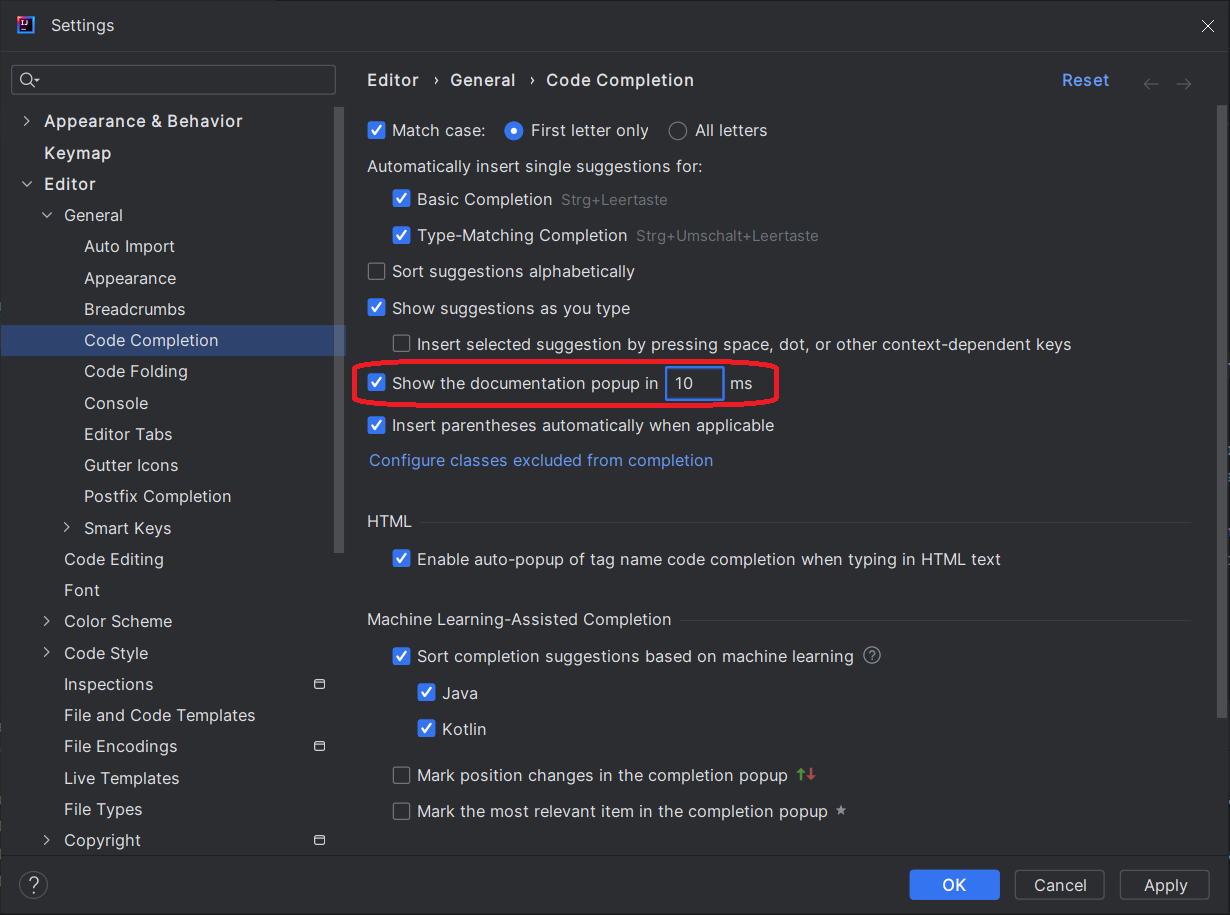 Settings
Editor › General › Code Completion
Reset
Appearance & Behavior
Keymap
Editor
General
Auto Import
Appearance
Breadcrumbs
Code Completion
Code Folding
Console
Editor Tabs
Gutter Icons
Postfix Completion
Smart Keys
Code Editing
Font
Color Scheme
Code Style
Inspections
File and Code Templates
File Encodings
Live Templates
File Types
Copyright
Match case: First letter only All letters
Automatically insert single suggestions for:
Basic Completion Strg+Leertaste
Type-Matching Completion Strg+Umschalt+Leertaste
Sort suggestions alphabetically
Show suggestions as you type
Insert selected suggestion by pressing space, dot, or other context-dependent keys
Show the documentation popup in 10 ms
Insert parentheses automatically when applicable
Configure classes excluded from completion
HTML
Enable auto-popup of tag name code completion when typing in HTML text
Machine Learning-Assisted Completion
Sort completion suggestions based on machine learning ?
Java
Kotlin
Mark position changes in the completion popup
Mark the most relevant item in the completion popup
?
OK
Cancel
Apply